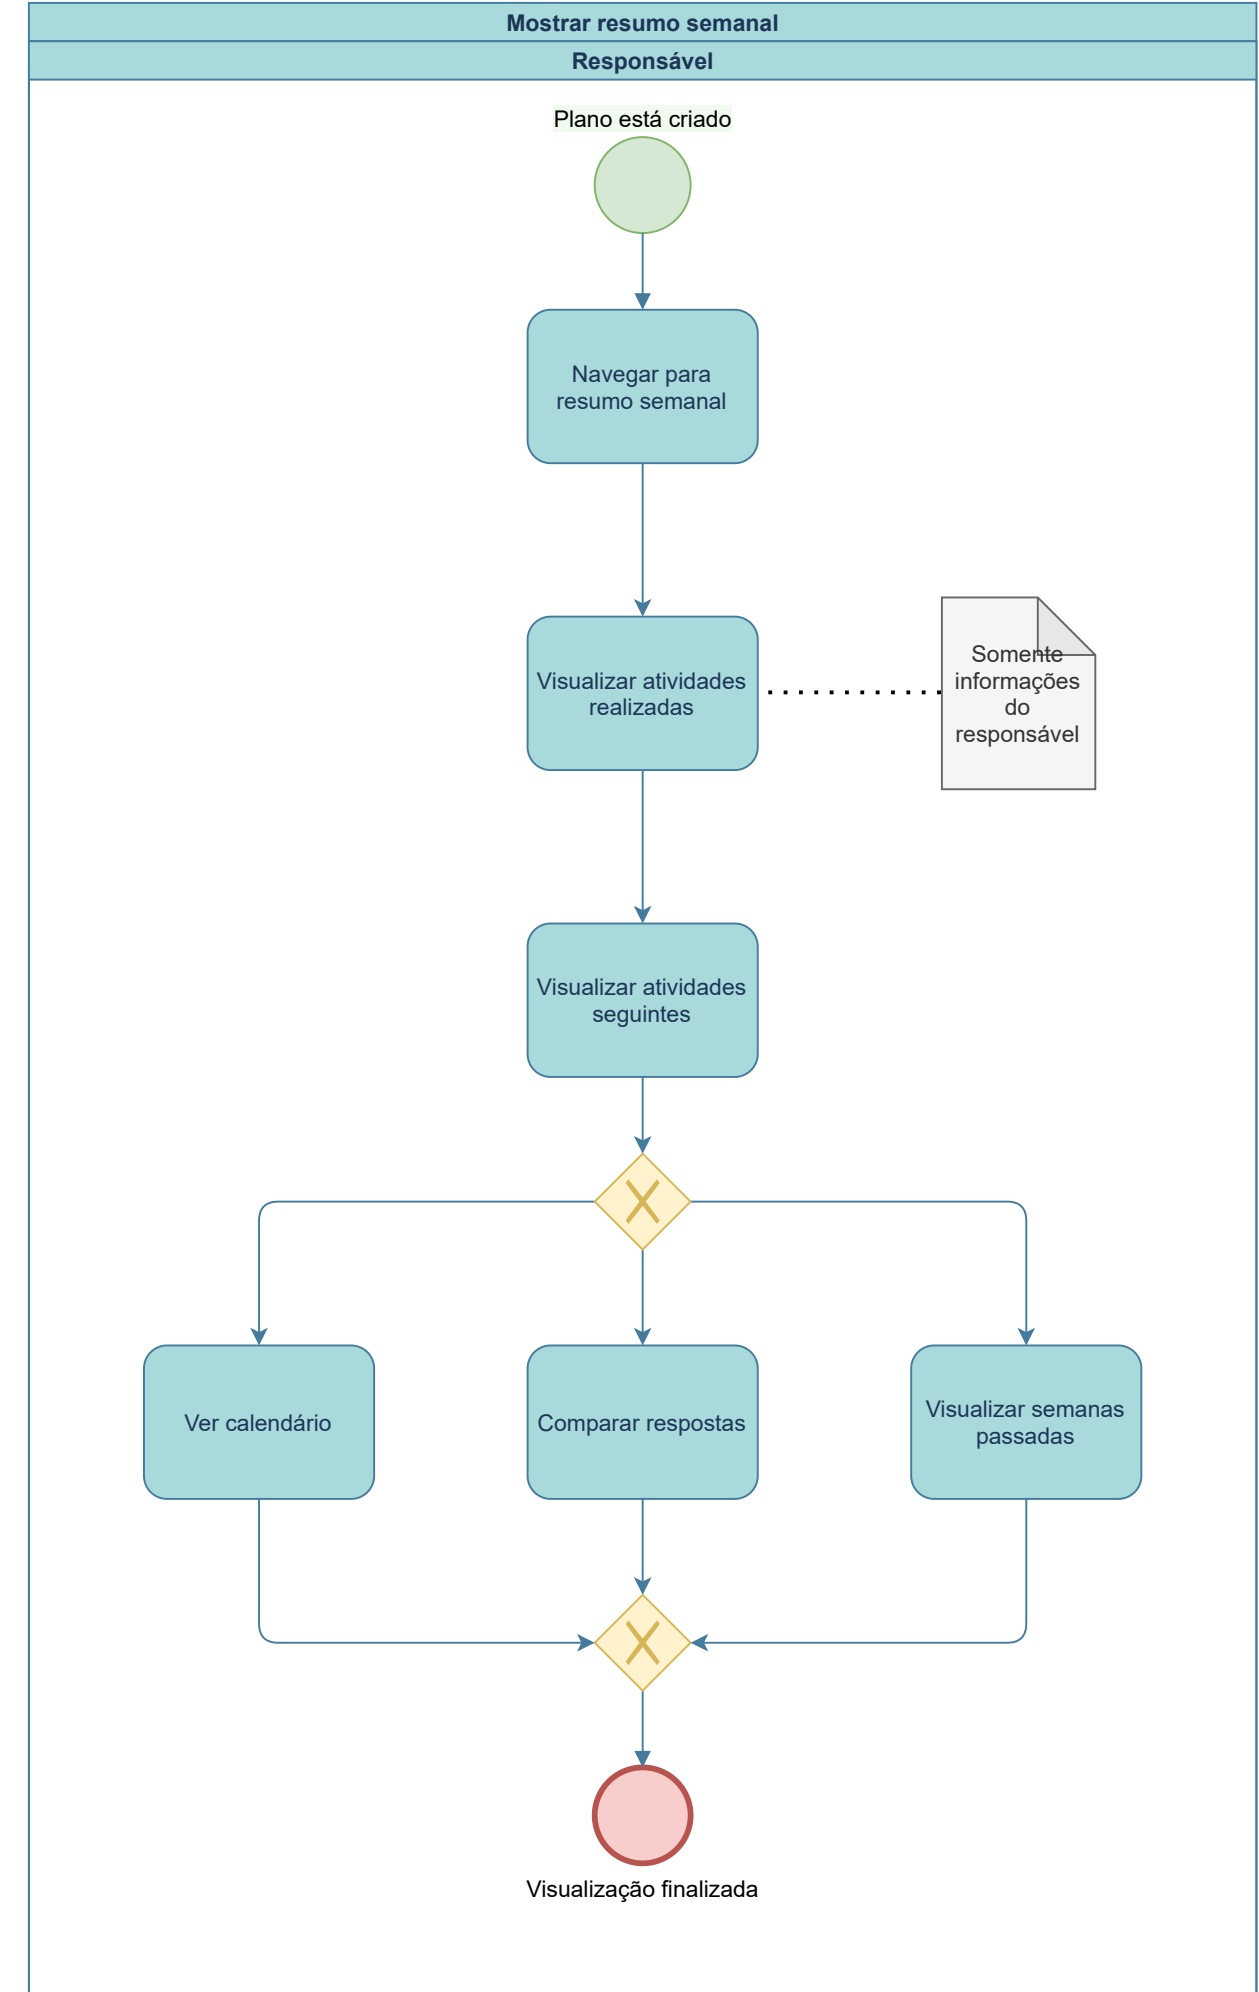 Mostrar resumo semanal
Responsável
Plano está criado
Navegar para
resumo semanal
Visualizar atividades
realizadas
Somente
informações
do
responsável
Visualizar atividades
seguintes
Ver calendário
Comparar respostas
Visualizar semanas
passadas
Visualização finalizada